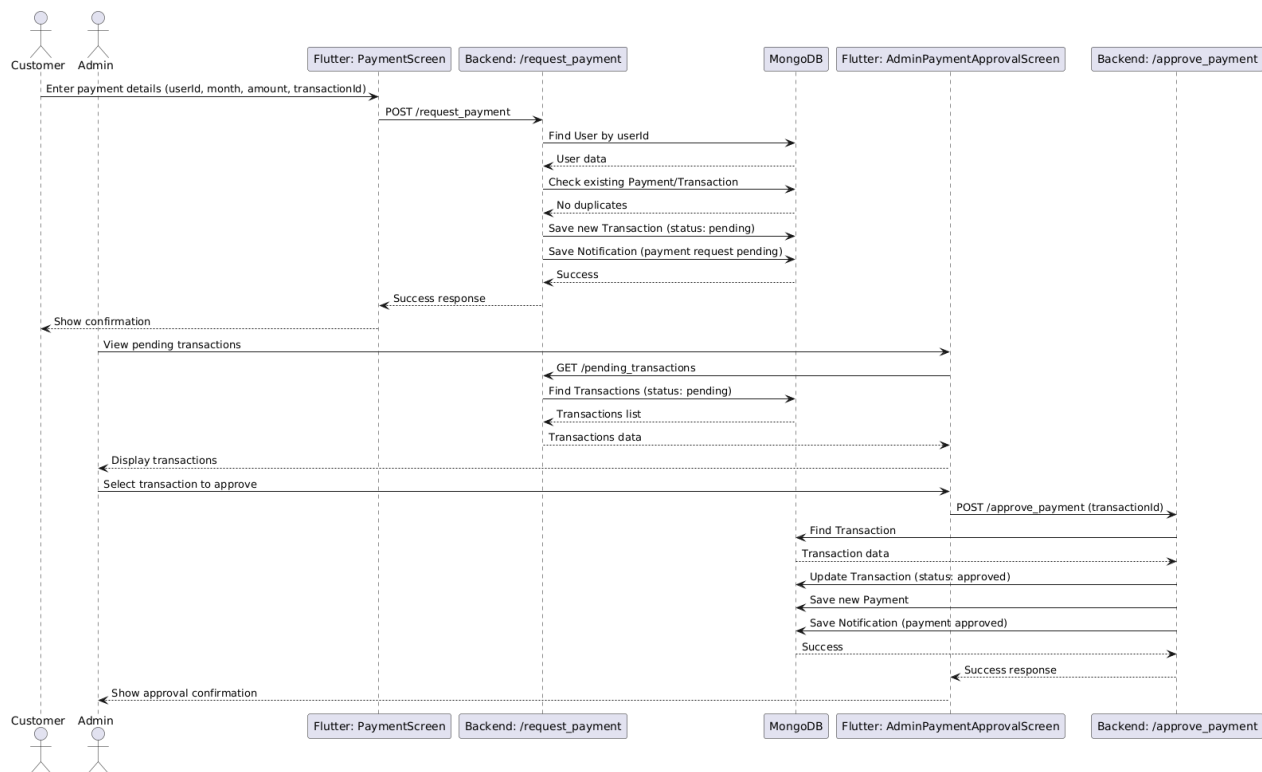 Customer
Admin
Flutter: PaymentScreen
Backend: /request_payment
MongoDB
Flutter: AdminPaymentApprovalScreen
Backend: /approve_payment
Enter payment details (userId, month, amount, transactionId)
POST /request_payment
Find User by userId
User data
Check existing Payment/Transaction
No duplicates
Save new Transaction (status: pending)
Save Notification (payment request pending)
Success
Success response
Show confirmation
View pending transactions
GET /pending_transactions
Find Transactions (status: pending)
Transactions list
Transactions data
Display transactions
Select transaction to approve
POST /approve_payment (transactionId)
Find Transaction
Transaction data
Update Transaction (status: approved)
Save new Payment
Save Notification (payment approved)
Success
Success response
Show approval confirmation
Customer
Admin
Flutter: PaymentScreen
Backend: /request_payment
MongoDB
Flutter: AdminPaymentApprovalScreen
Backend: /approve_payment